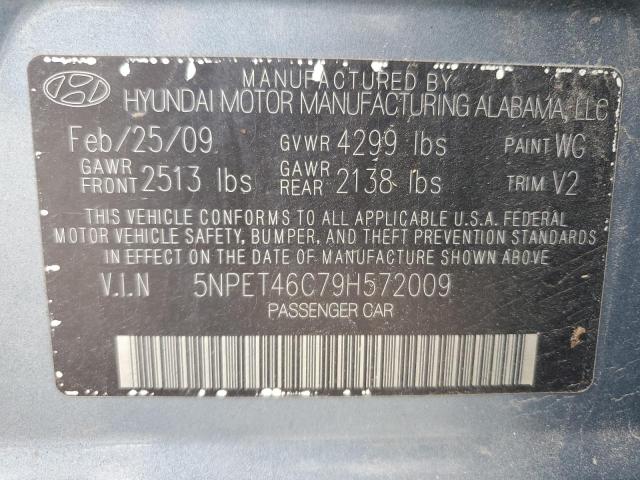 MANUFACTURED BY
HYUNDAI MOTOR MANUFACTURING ALABAMA, LLC
Feb/25/09 GVWR 4299 lbs PAINT WG
GAWR FRONT 2513 lbs GAWR REAR 2138 lbs TRIM V2
THIS VEHICLE CONFORMS TO ALL APPLICABLE U.S.A. FEDERAL
MOTOR VEHICLE SAFETY, BUMPER, AND THEFT PREVENTION STANDARDS
IN EFFECT ON THE DATE OF MANUFACTURE SHOWN ABOVE
V.I.N 5NPET46C79H572009
PASSENGER CAR